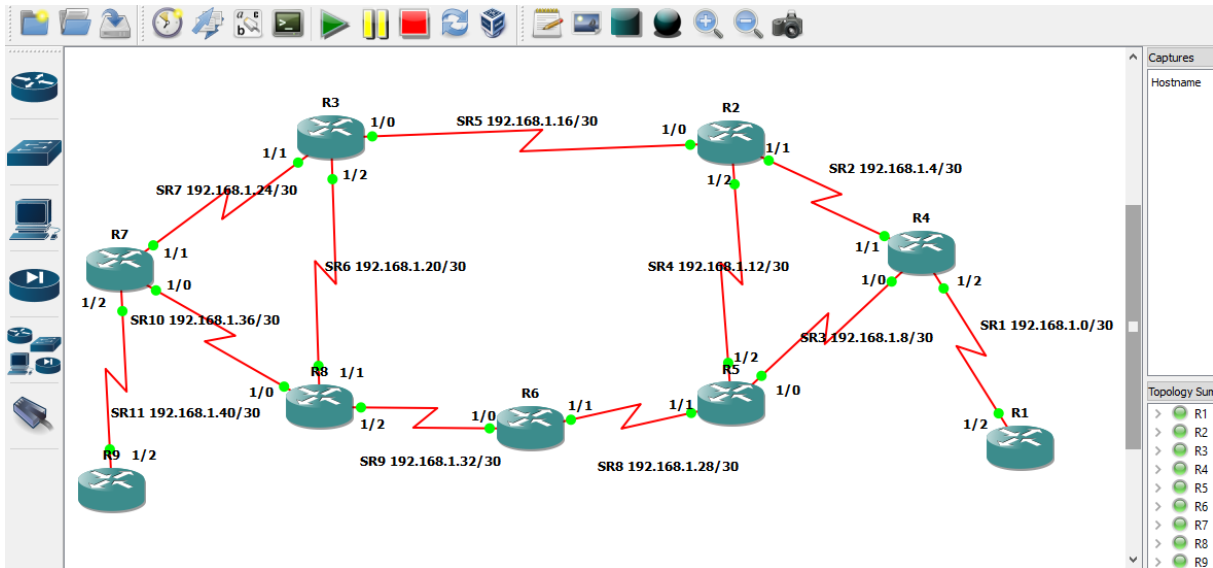 Captures
Hostname
R3
1/0
SR5 192.168.1.16/30
R2
1/0
1/1
1/1
1/2
1/2
SR2 192.168.1.4/30
SR7 192.168.1.24/30
R4
R7
1/1
1/1
SR6 192.168.1.20/30
SR4 192.168.1.12/30
1/0
1/0
1/2
1/2
SR10 192.168.1.36/30
SR1 192.168.1.0/30
SR3 192.168.1.8/30
1/2
R8
1/1
R5
1/0
1/0
R6
SR11 192.168.1.40/30
1/2
1/0
1/1
1/1
R1
1/2
R9
1/2
SR9 192.168.1.32/30
SR8 192.168.1.28/30
Topology Sum
R1
R2
R3
R4
R5
R6
R7
R8
R9